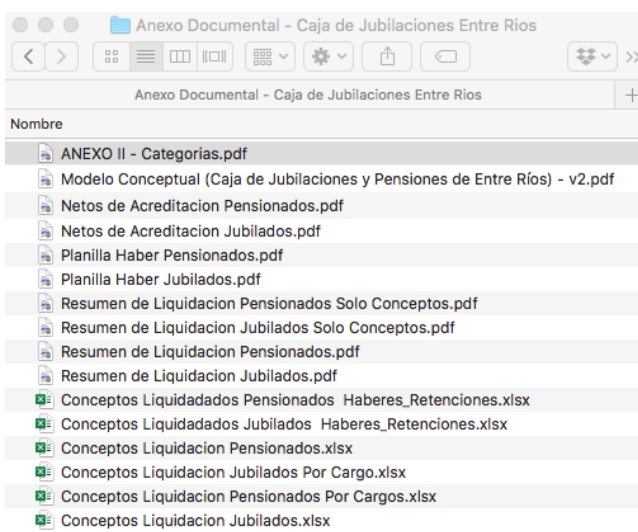 Anexo Documental - Caja de Jubilaciones Entre Rios
Anexo Documental - Caja de Jubilaciones Entre Rios
Nombre
ANEXO II - Categorias.pdf
Modelo Conceptual (Caja de Jubilaciones y Pensiones de Entre Ríos) - v2.pdf
Netos de Acreditacion Pensionados.pdf
Netos de Acreditacion Jubilados.pdf
Planilla Haber Pensionados.pdf
Planilla Haber Jubilados.pdf
Resumen de Liquidacion Pensionados Solo Conceptos.pdf
Resumen de Liquidacion Jubilados Solo Conceptos.pdf
Resumen de Liquidacion Pensionados.pdf
Resumen de Liquidacion Jubilados.pdf
Conceptos Liquidadados Pensionados  Haberes_Retenciones.xlsx
Conceptos Liquidadados Jubilados  Haberes_Retenciones.xlsx
Conceptos Liquidacion Pensionados.xlsx
Conceptos Liquidacion Jubilados Por Cargo.xlsx
Conceptos Liquidacion Pensionados Por Cargos.xlsx
Conceptos Liquidacion Jubilados.xlsx